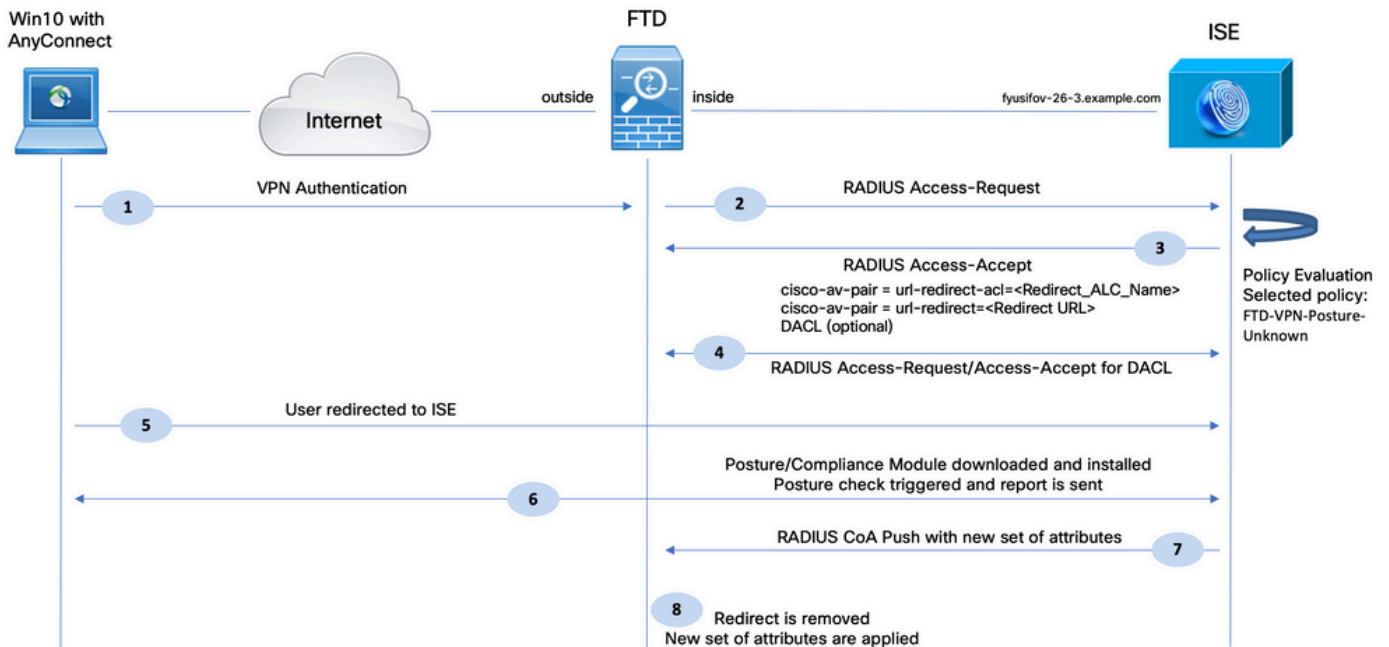 Win10 with
AnyConnect
FTD
ISE
Internet
outside
inside
fyusifov-26-3.example.com
VPN Authentication
1
RADIUS Access-Request
2
3
RADIUS Access-Accept
cisco-av-pair = url-redirect-acl=<Redirect_ALC_Name>
cisco-av-pair = url-redirect=<Redirect URL>
DACL (optional)
Policy Evaluation
Selected policy:
FTD-VPN-Posture-
Unknown
4
RADIUS Access-Request/Access-Accept for DACL
User redirected to ISE
5
Posture/Compliance Module downloaded and installed
Posture check triggered and report is sent
6
RADIUS CoA Push with new set of attributes
7
8
Redirect is removed
New set of attributes are applied